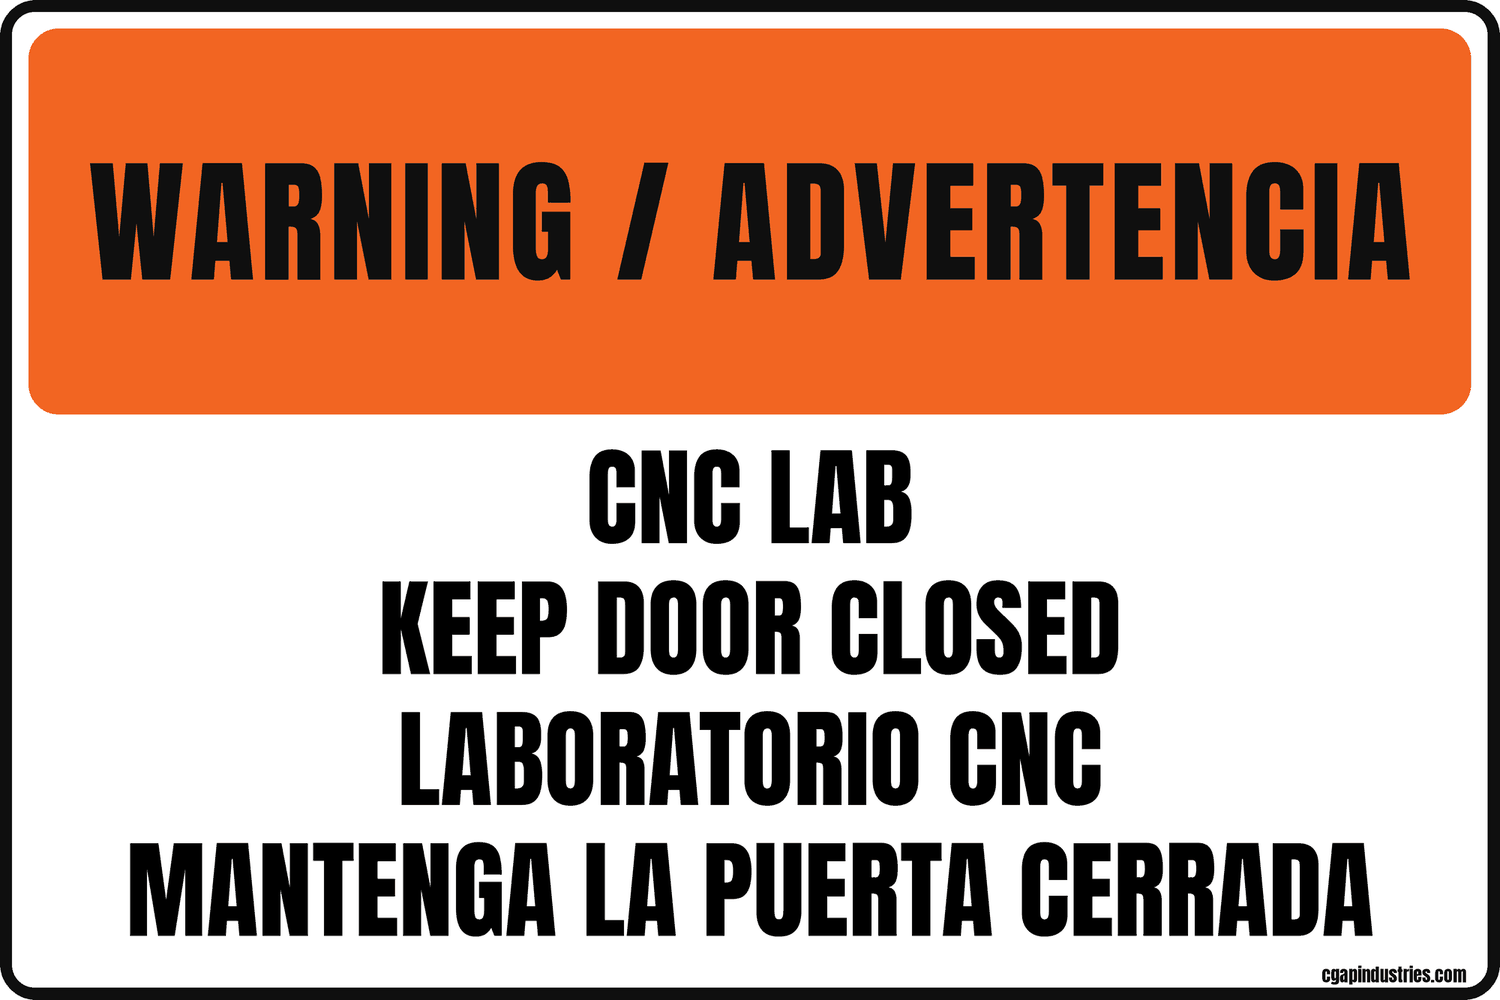 WARNING / ADVERTENCIA
CNC LAB
KEEP DOOR CLOSED
LABORATORIO CNC
MANTENGA LA PUERTA CERRADA
cgapindustries.com